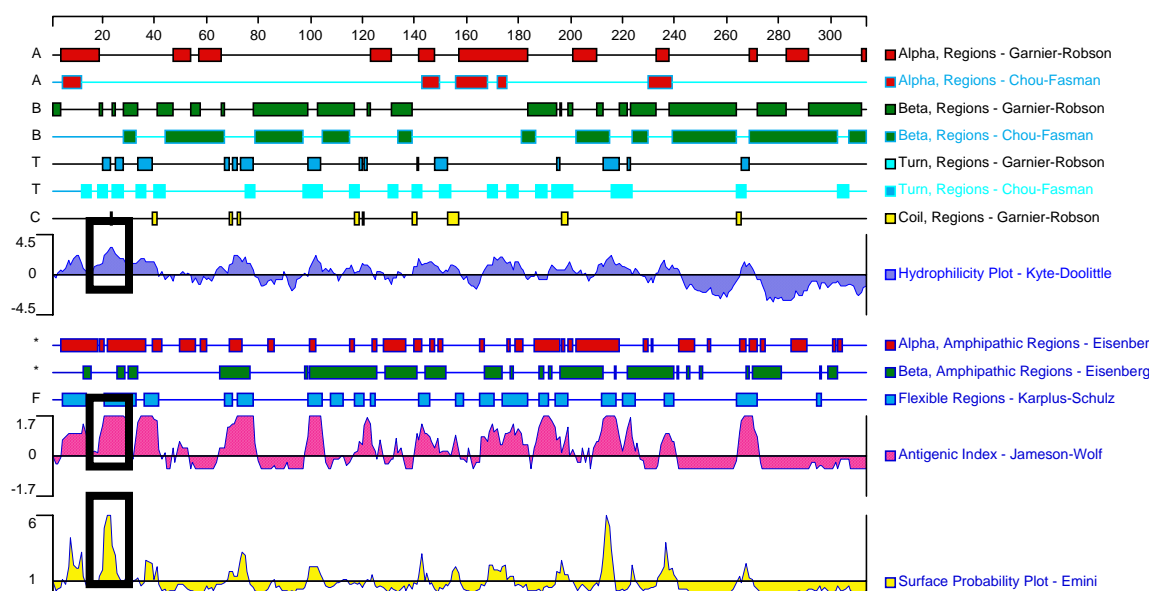 20 40 60 80 100 120 140 160 180 200 220 240 260 280 300
A Alpha, Regions - Garnier-Robson
A Alpha, Regions - Chou-Fasman
B Beta, Regions - Garnier-Robson
B Beta, Regions - Chou-Fasman
T Turn, Regions - Garnier-Robson
T Turn, Regions - Chou-Fasman
C Coil, Regions - Garnier-Robson
4.5
0 Hydrophilicity Plot - Kyte-Doolittle
-4.5
* Alpha, Amphipathic Regions - Eisenber
* Beta, Amphipathic Regions - Eisenberg
F Flexible Regions - Karplus-Schulz
1.7
0 Antigenic Index - Jameson-Wolf
-1.7
6
1 Surface Probability Plot - Emini